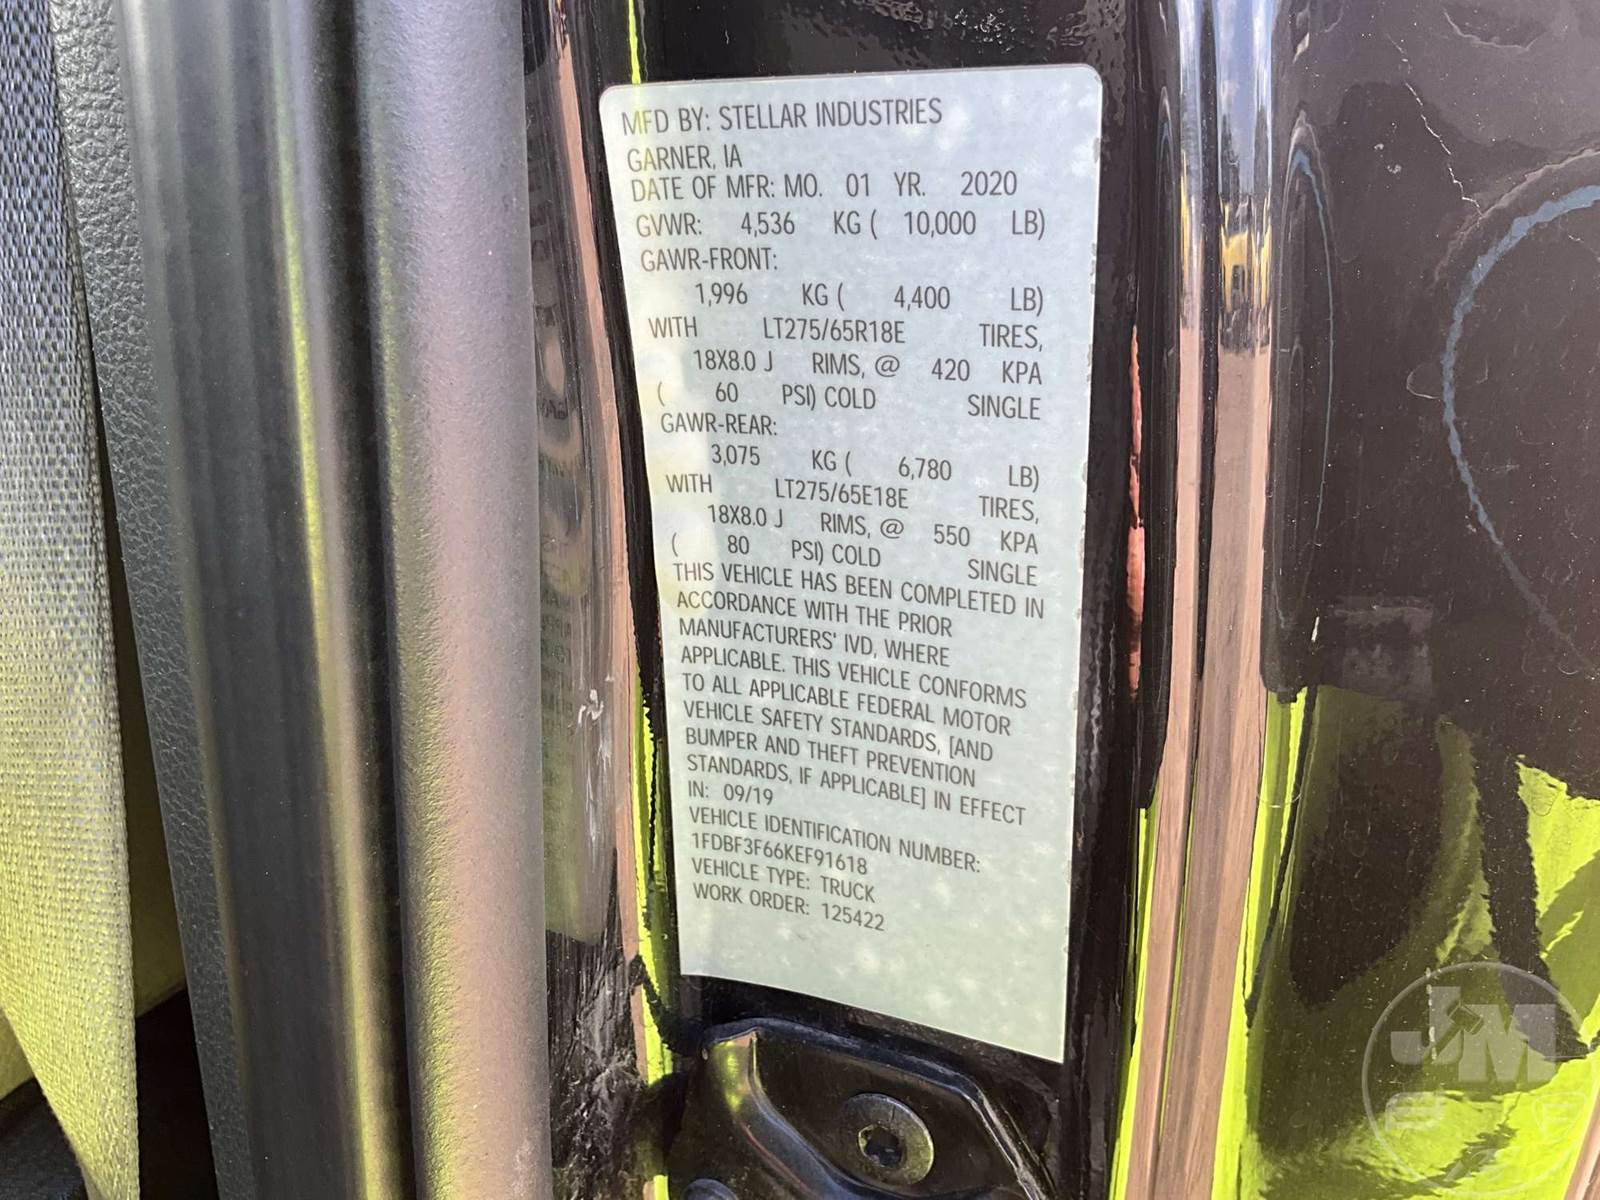 MFD BY: STELLAR INDUSTRIES
GARNER, IA
DATE OF MFR: MO. 01 YR. 2020
GVWR: 4,536 KG ( 10,000 LB)
GAWR-FRONT:
1,996 KG ( 4,400 LB)
WITH LT275/65R18E TIRES,
18X8.0 J RIMS, @ 420 KPA
( 60 PSI) COLD SINGLE
GAWR-REAR:
3,075 KG ( 6,780 LB)
WITH LT275/65E18E TIRES,
18X8.0 J RIMS, @ 550 KPA
( 80 PSI) COLD SINGLE
THIS VEHICLE HAS BEEN COMPLETED IN
ACCORDANCE WITH THE PRIOR
MANUFACTURERS' IVD, WHERE
APPLICABLE. THIS VEHICLE CONFORMS
TO ALL APPLICABLE FEDERAL MOTOR
VEHICLE SAFETY STANDARDS, [AND
BUMPER AND THEFT PREVENTION
STANDARDS, IF APPLICABLE] IN EFFECT
IN: 09/19
VEHICLE IDENTIFICATION NUMBER:
1FDBF3F66KEF91618
VEHICLE TYPE: TRUCK
WORK ORDER: 125422
JM